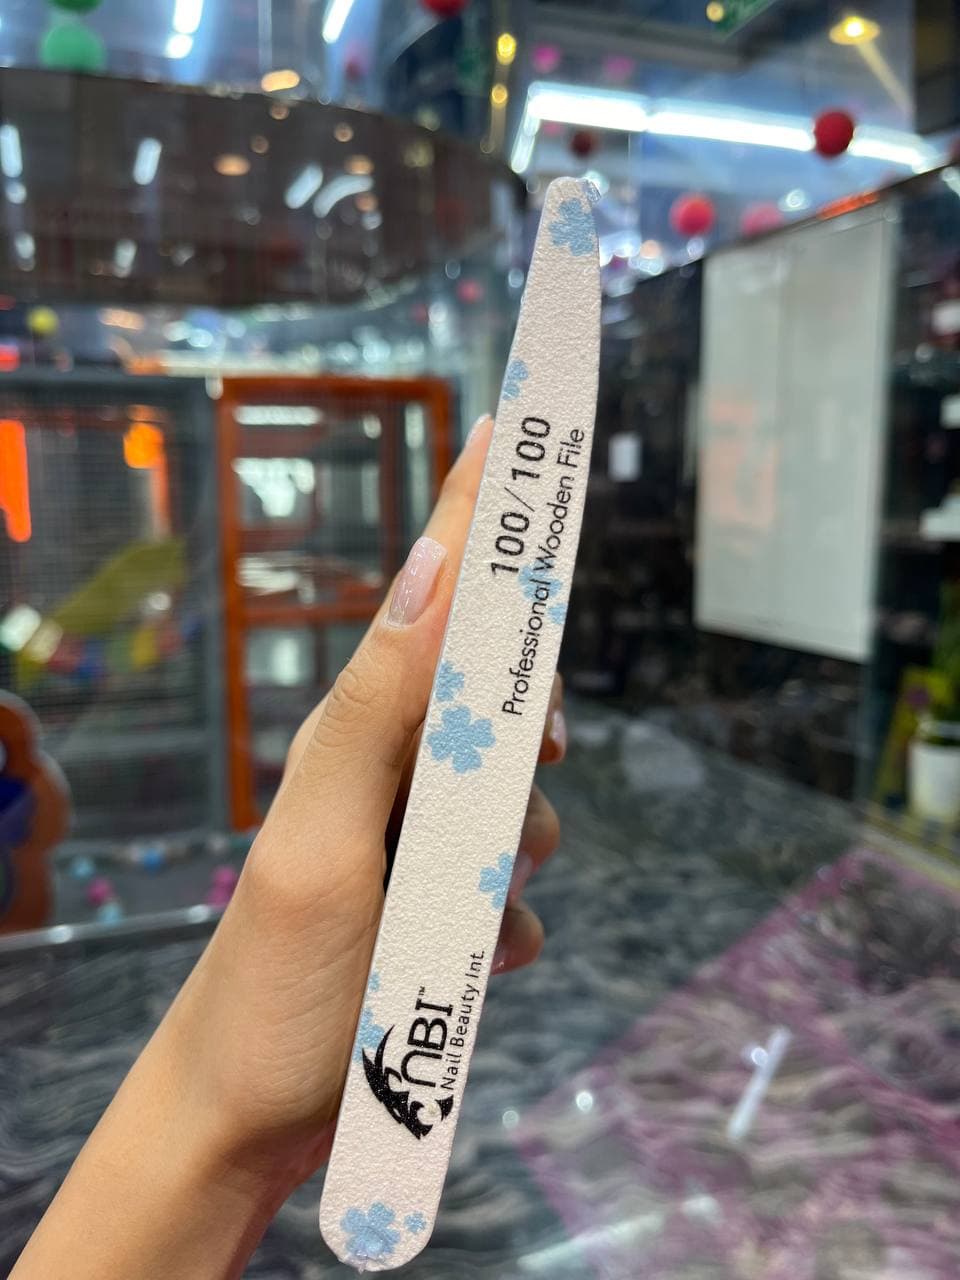 100/100
Professional Wooden File
NBI™
Nail Beauty Int.